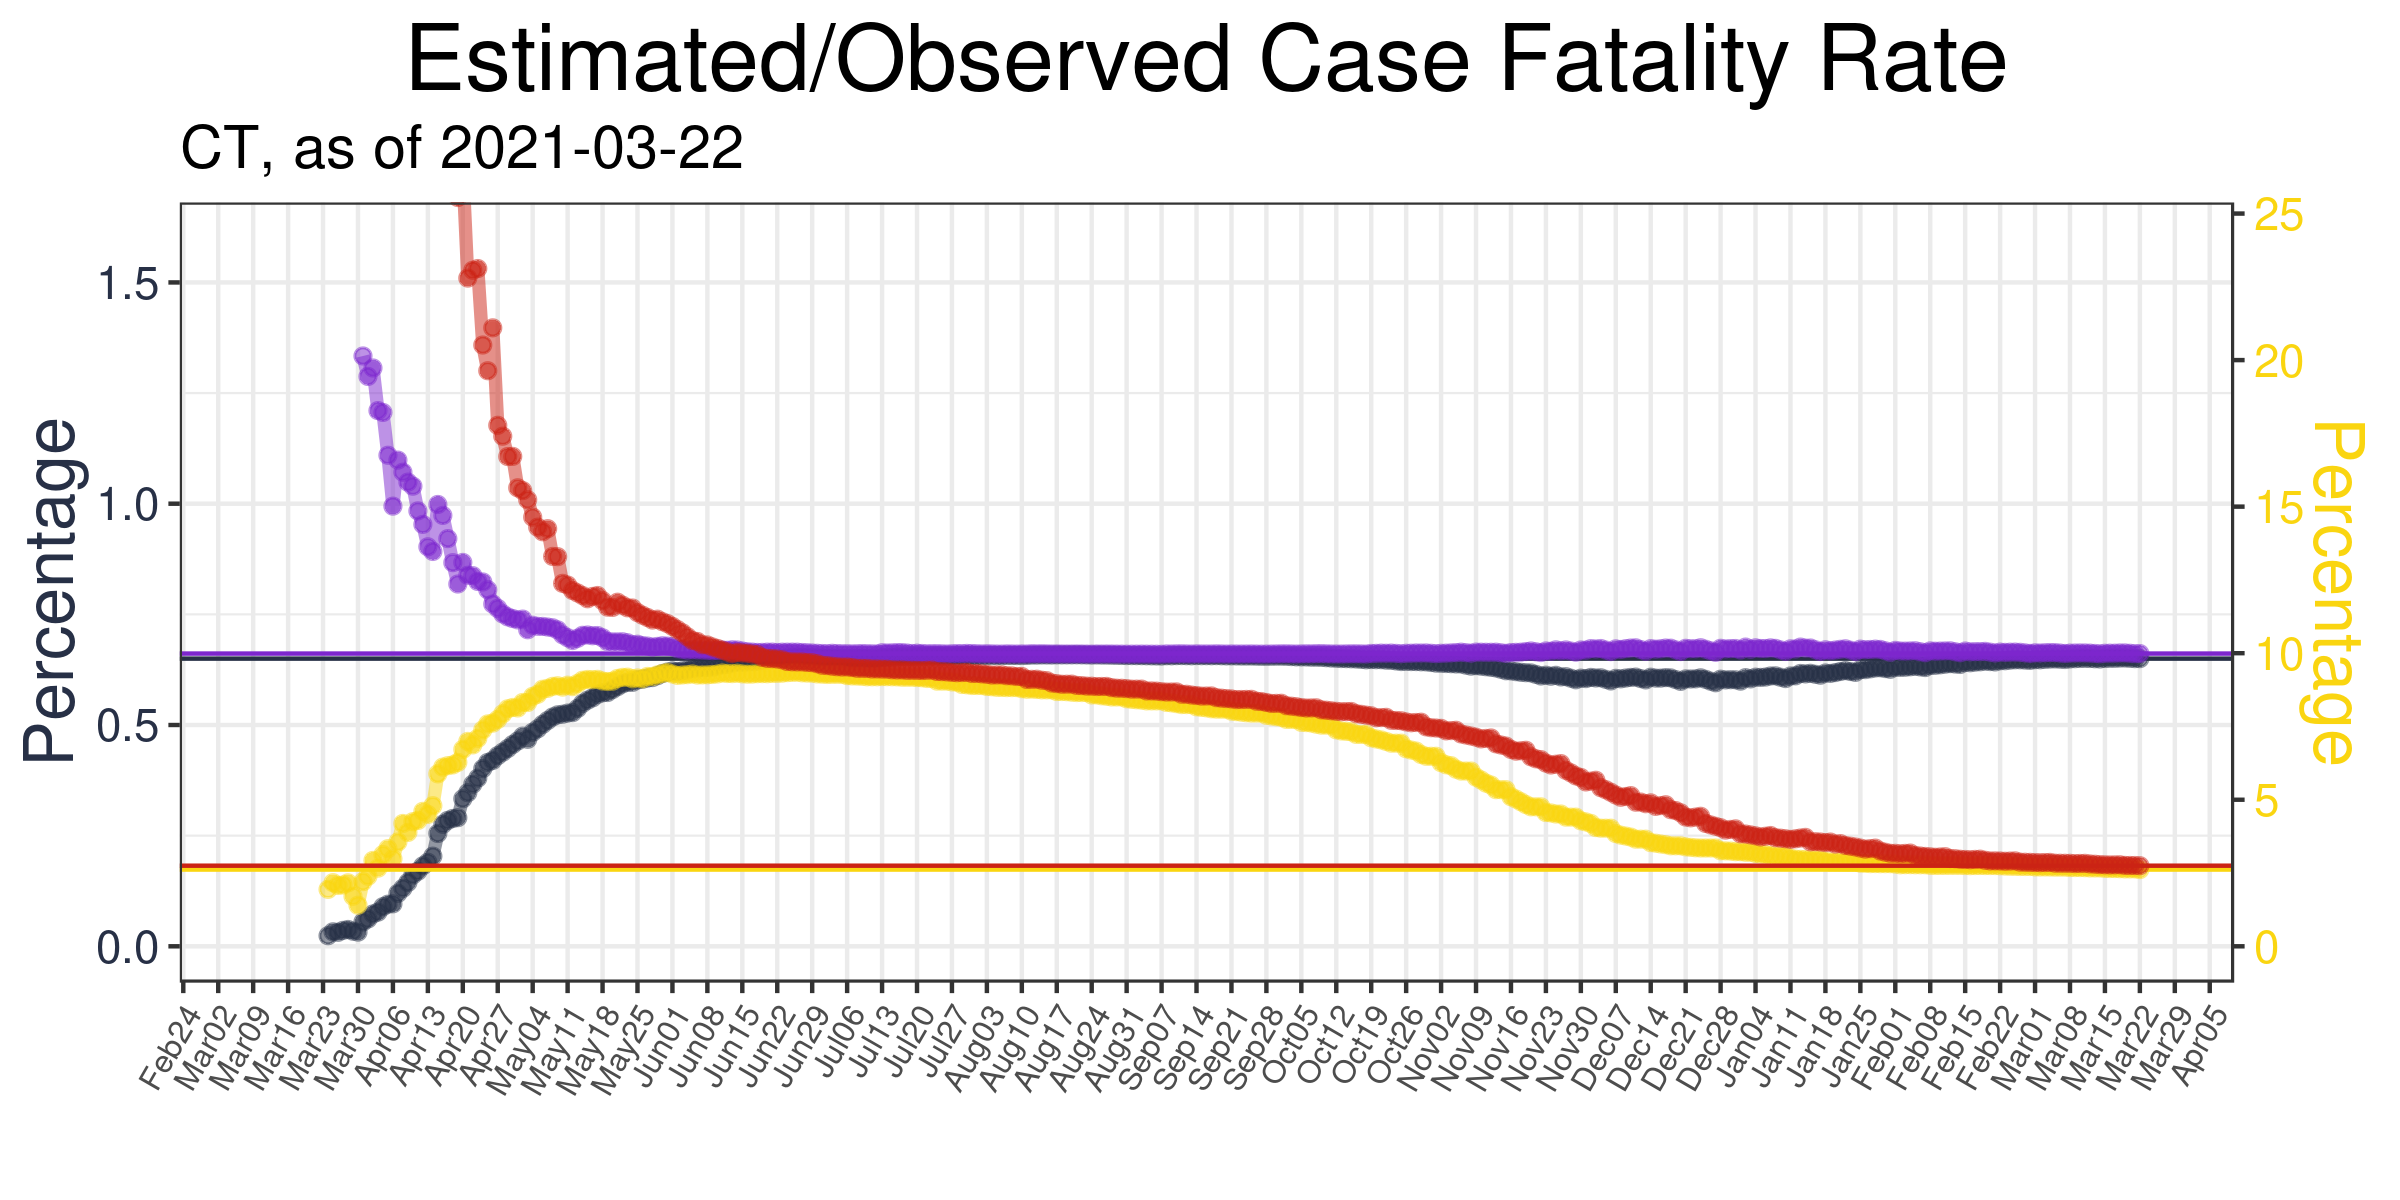 Estimated/Observed Case Fatality Rate
CT, as of 2021-03-22
Percentage
1.5
1.0
0.5
0.0
25
20
15
10
5
0
Percentage
Feb24
Mar02
Mar09
Mar16
Mar23
Mar30
Apr06
Apr13
Apr20
Apr27
May04
May11
May18
May25
Jun01
Jun08
Jun15
Jun22
Jun29
Jul06
Jul13
Jul20
Jul27
Aug03
Aug10
Aug17
Aug24
Aug31
Sep07
Sep14
Sep21
Sep28
Oct05
Oct12
Oct19
Oct26
Nov02
Nov09
Nov16
Nov23
Nov30
Dec07
Dec14
Dec21
Dec28
Jan04
Jan11
Jan18
Jan25
Feb01
Feb08
Feb15
Feb22
Mar01
Mar08
Mar15
Mar22
Mar29
Apr05